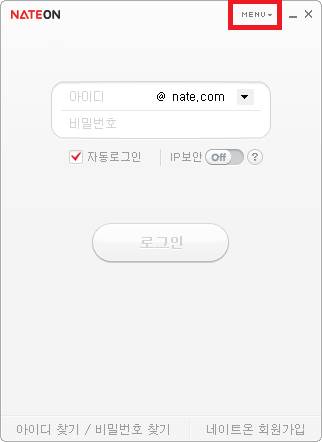 NATEON MENU
아이디 @ nate.com
비밀번호
자동로그인 IP보안 Off ?
로그인
아이디 찾기 / 비밀번호 찾기 네이트온 회원가입